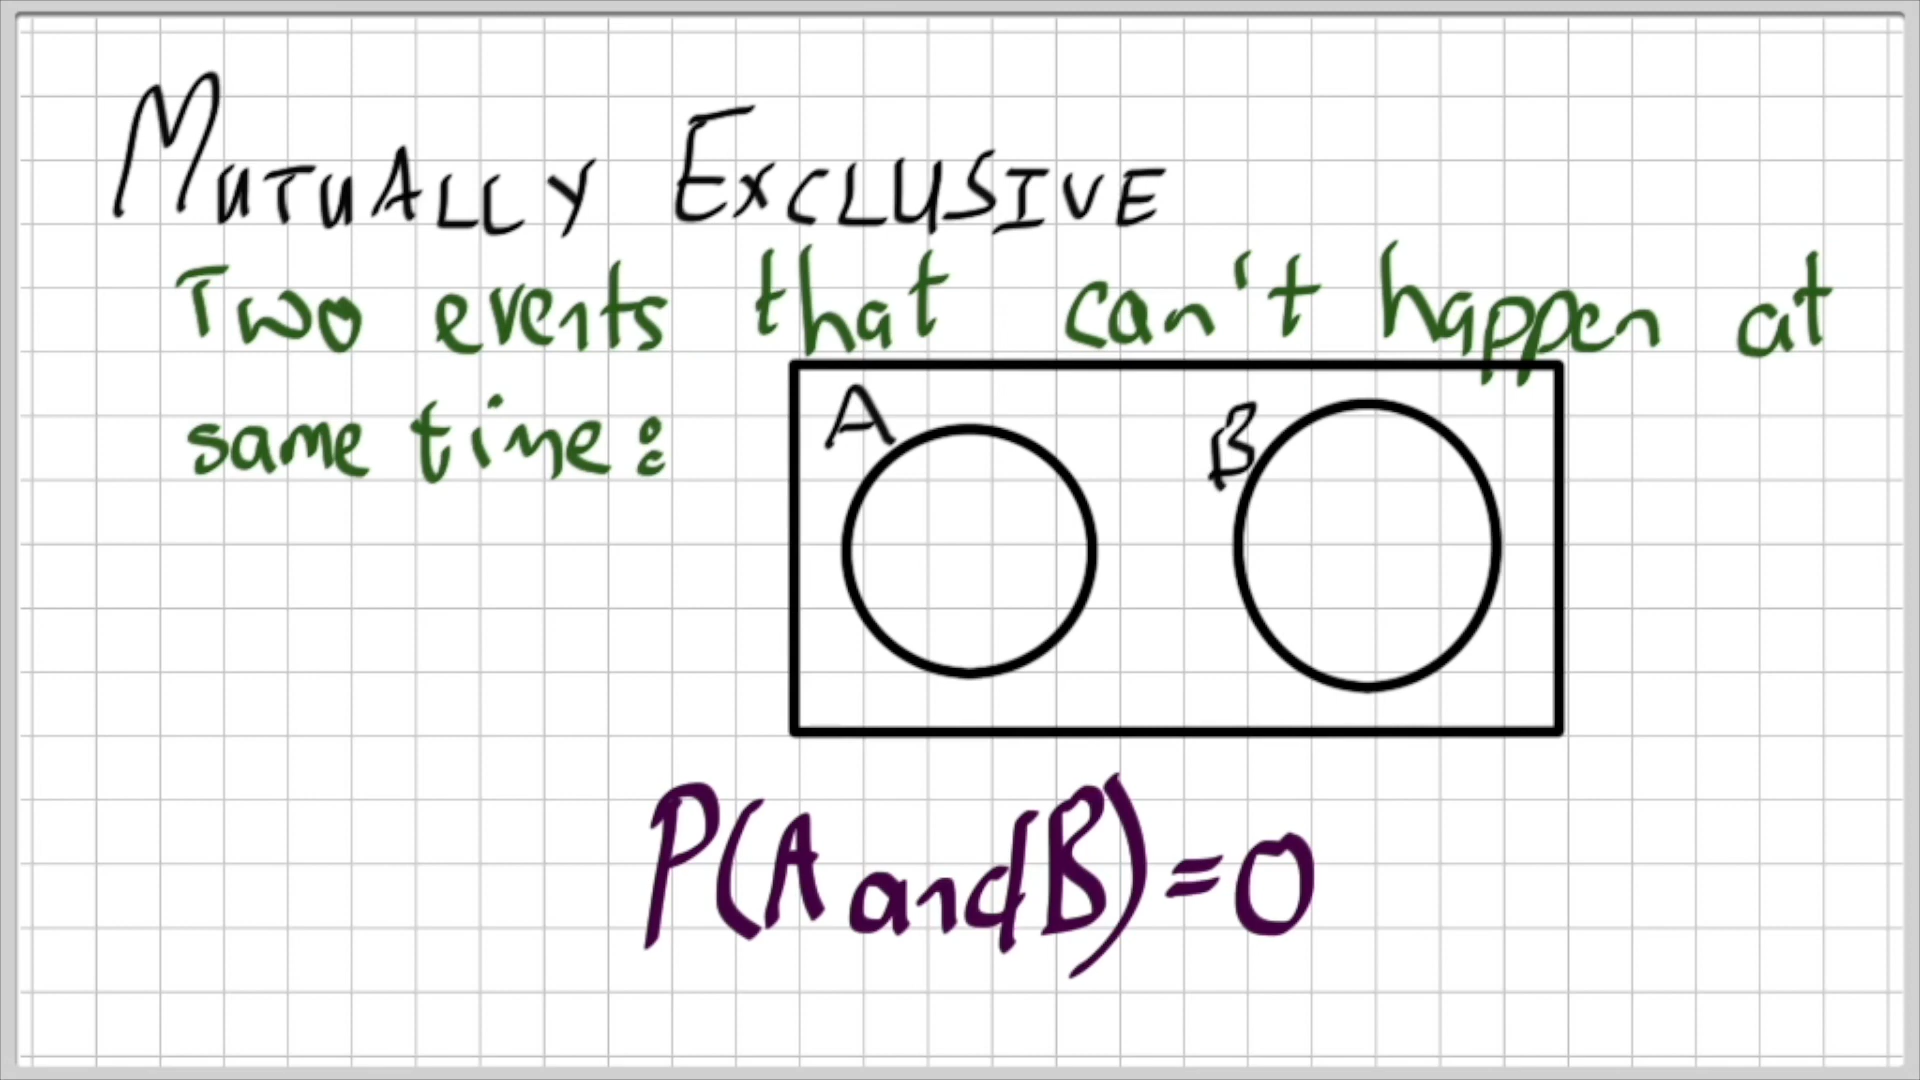 MUTUALLY EXCLUSIVE
Two events that can't happen at
same time:
A
B
P(A and B)=0